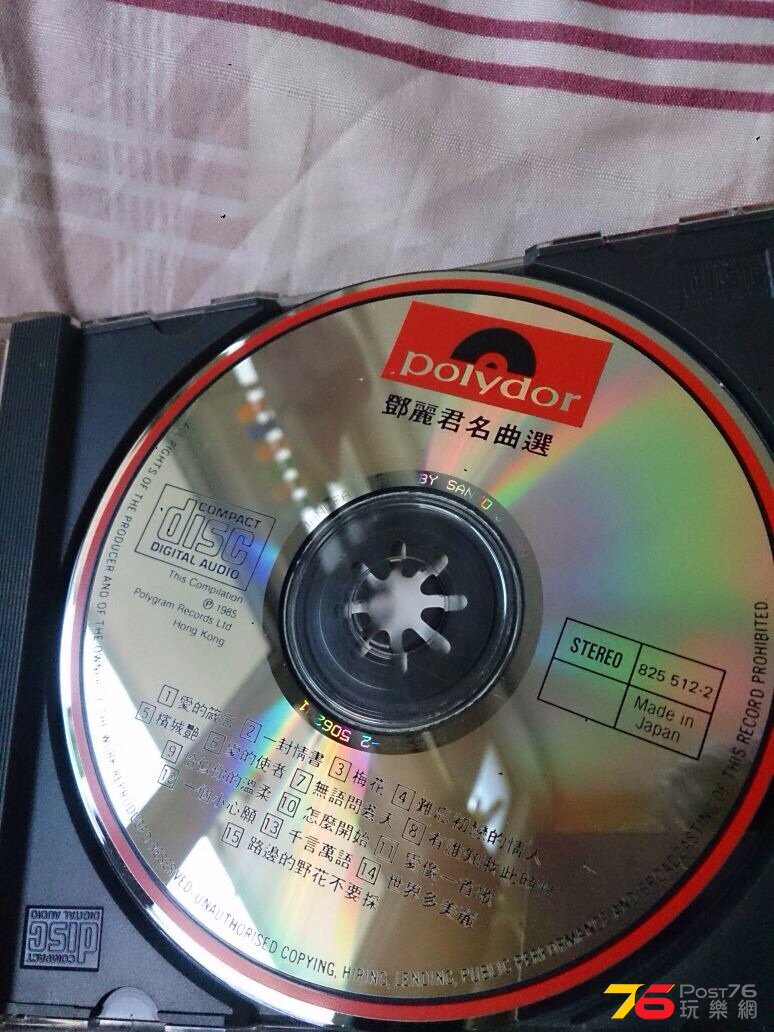 polydor
鄧麗君名曲選
BY SANYO
COMPACT
disc
DIGITAL AUDIO
This Compilation
℗ 1985
Polygram Records Ltd
Hong Kong
STEREO
825 512-2
Made in
Japan
1 愛的箴言 2 一封情書 3 梅花 4 難忘初戀的情人
5 檳城艷 6 愛的使者 7 無語問蒼天 8 有誰知我此時情
9 你的溫柔 10 怎麼開始 11 愛像一首歌
12 一個小心願 13 千言萬語 14 世界多美麗
15 路邊的野花不要採
ALL RIGHTS OF THE PRODUCER AND OF THE OWNER OF THE WORK REPRODUCED RESERVED. UNAUTHORISED COPYING, HIRING, LENDING, PUBLIC PERFORMANCE AND BROADCASTING OF THIS RECORD PROHIBITED.
COMPACT
disc
DIGITAL AUDIO
76 Post76
玩樂網